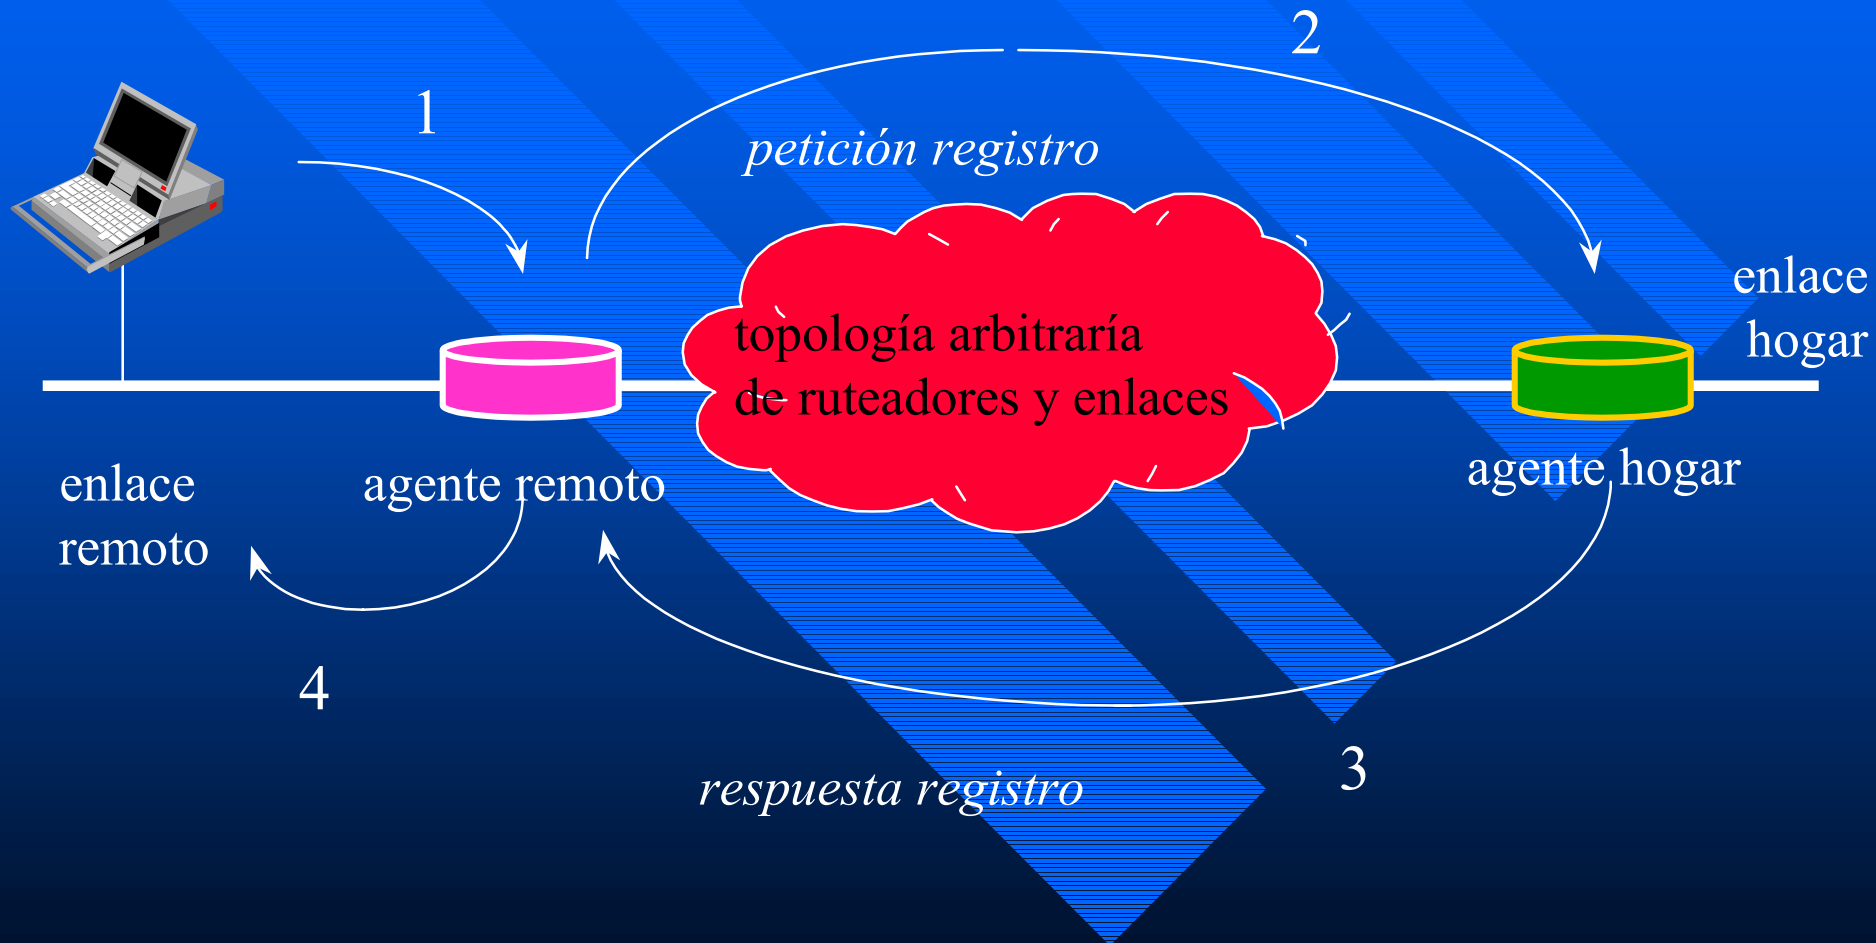 2
1
petición registro
enlace
hogar
topología arbitraría
de ruteadores y enlaces
agente hogar
enlace
remoto
agente remoto
4
3
respuesta registro